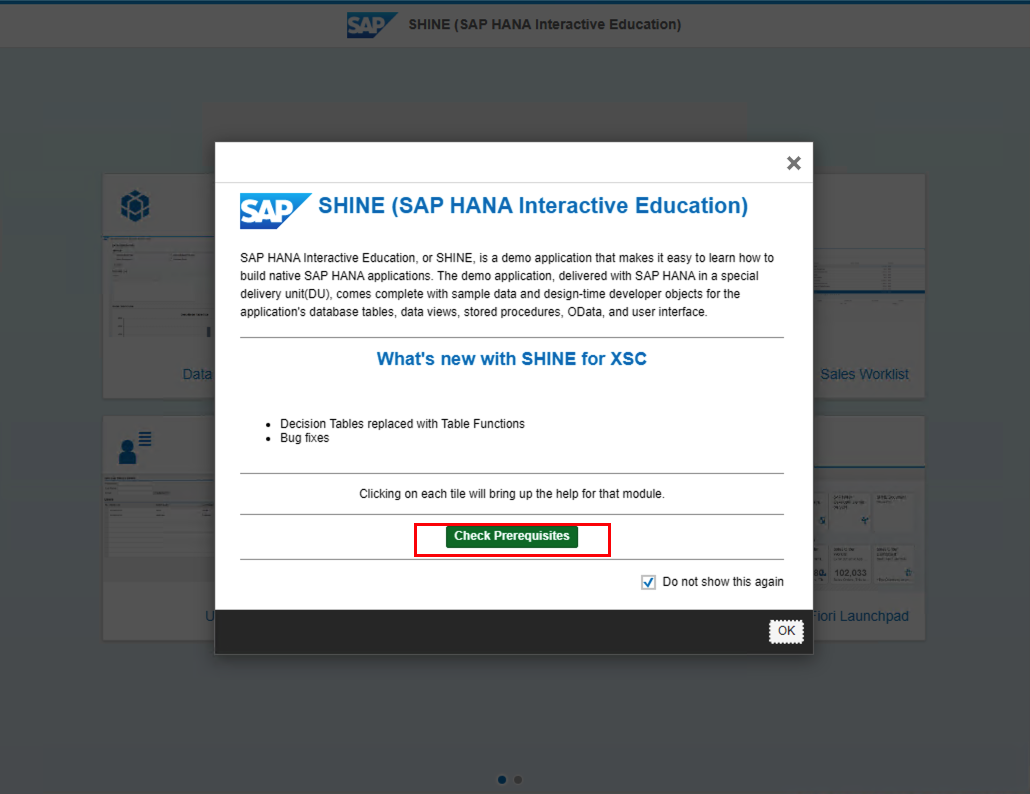 SAP SHINE (SAP HANA Interactive Education)
SAP SHINE (SAP HANA Interactive Education)
SAP HANA Interactive Education, or SHINE, is a demo application that makes it easy to learn how to
build native SAP HANA applications. The demo application, delivered with SAP HANA in a special
delivery unit(DU), comes complete with sample data and design-time developer objects for the
application's database tables, data views, stored procedures, OData, and user interface.
What's new with SHINE for XSC
Data
Sales Worklist
• Decision Tables replaced with Table Functions
• Bug fixes
Clicking on each tile will bring up the help for that module.
Check Prerequisites
102,033
Do not show this again
U
Fiori Launchpad
OK